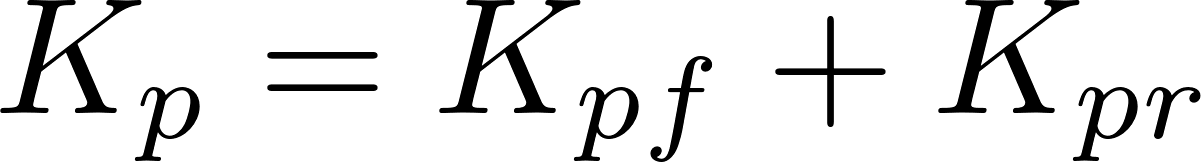 K_p = K_{pf} + K_{pr}